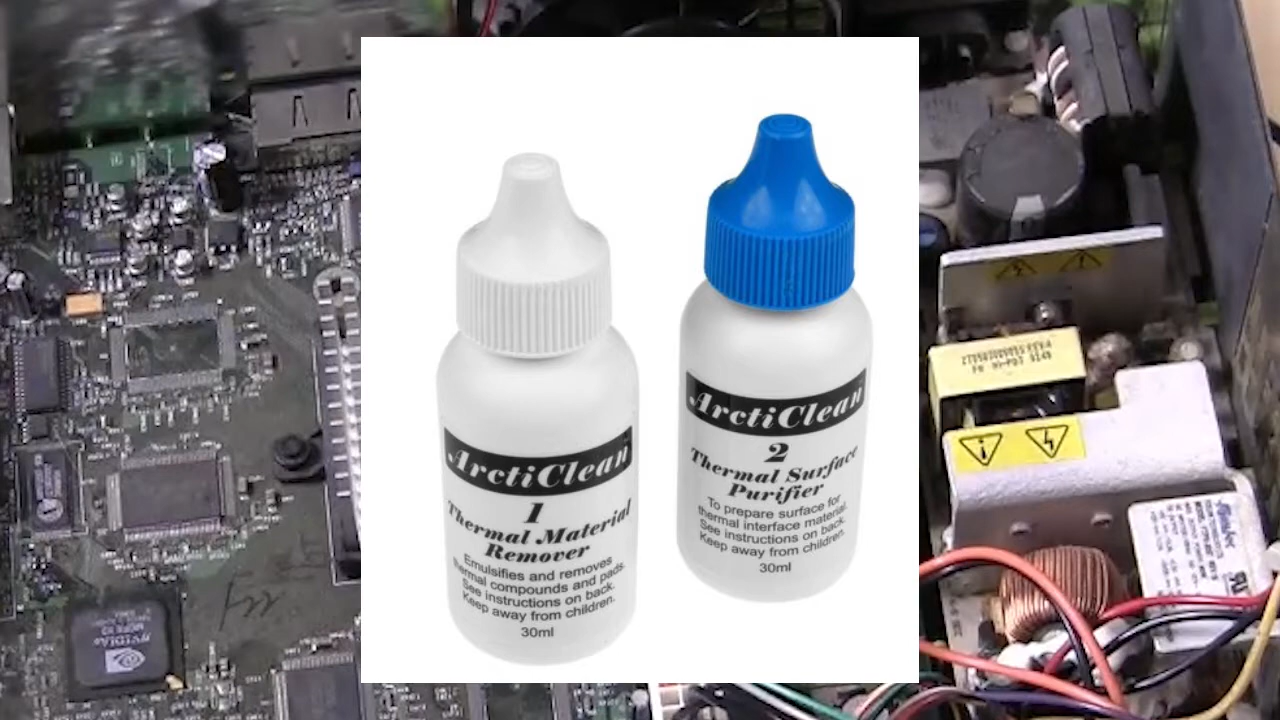 ArctiClean
1
Thermal Material
Remover
Emulsifies and removes
thermal compounds and pads.
See instructions on back.
Keep away from children.
30ml
ArctiClean
2
Thermal Surface
Purifier
To prepare surface for
thermal interface material.
See instructions on back.
Keep away from children.
30ml
NVIDIA